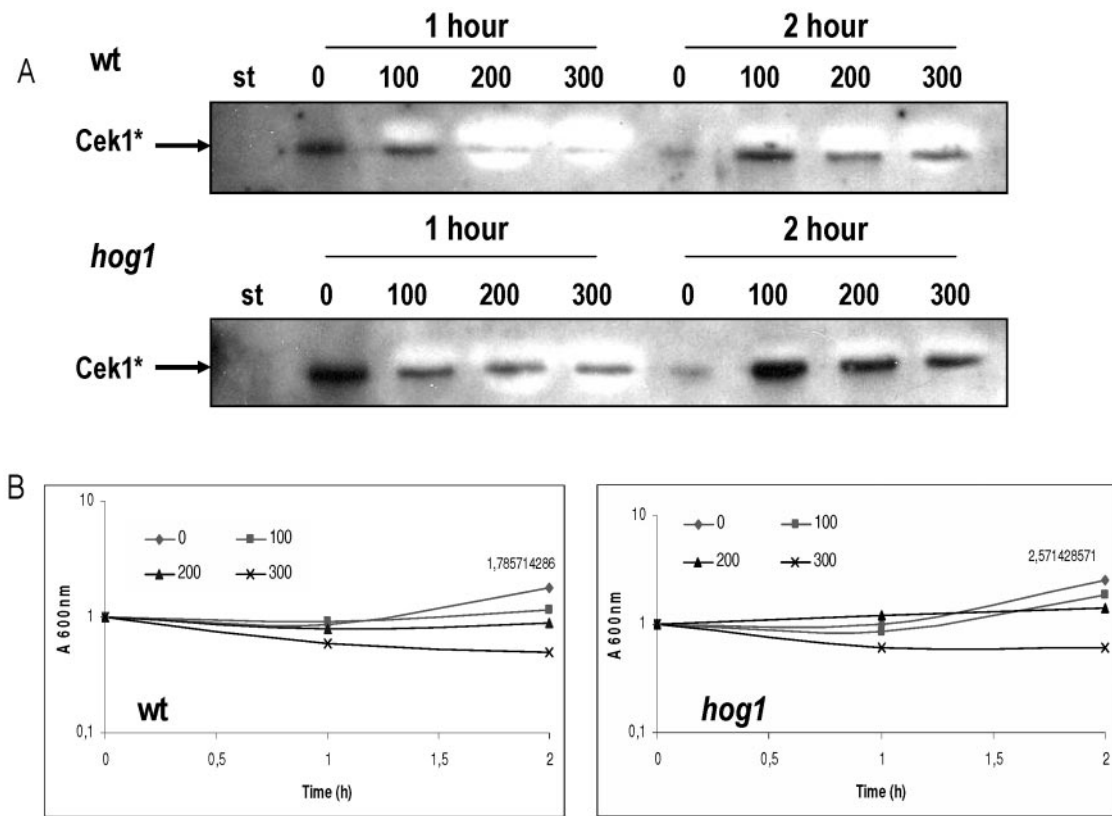 A
wt
1 hour
2 hour
st 0 100 200 300 0 100 200 300
Cek1*
hog1
1 hour
2 hour
st 0 100 200 300 0 100 200 300
Cek1*
B
10
1
0,1
A 600nm
0 100
200 300
1,785714286
wt
0 0,5 1 1,5 2
Time (h)
10
1
0,1
A 600nm
0 100
200 300
2,571428571
hog1
0 0,5 1 1,5 2
Time (h)